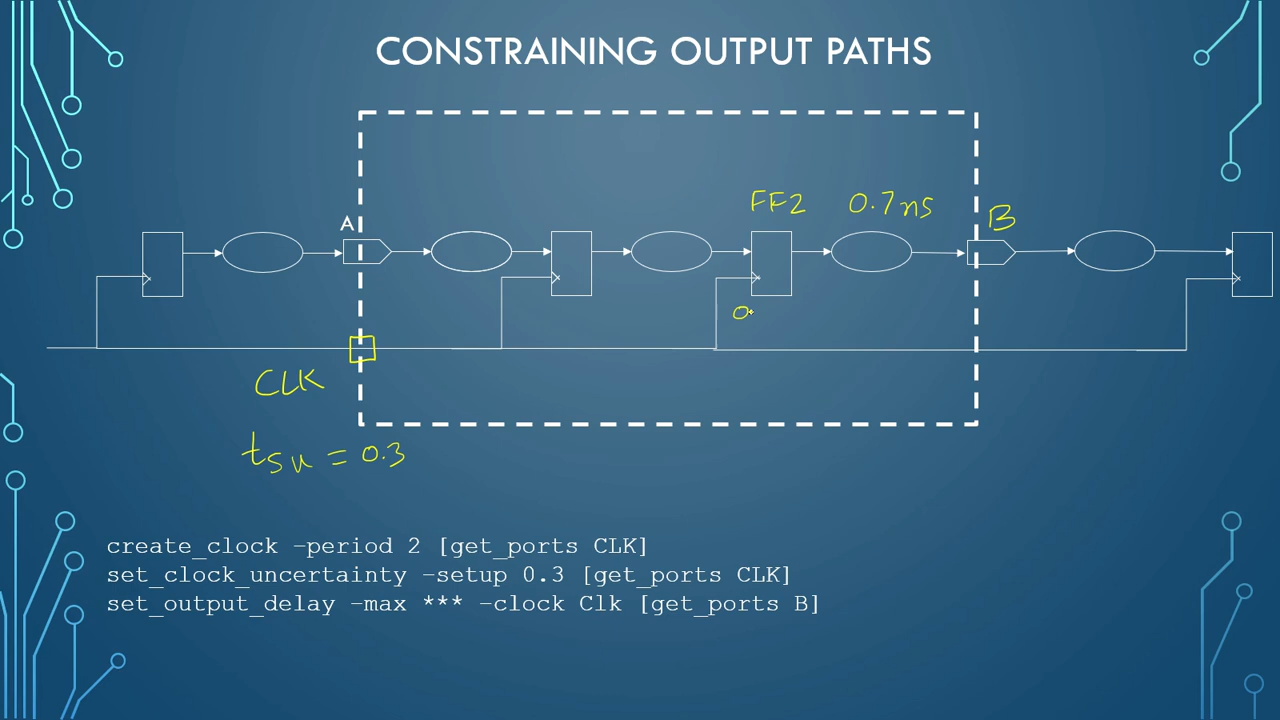 CONSTRAINING OUTPUT PATHS
FF2 0.7ns
A
B
0.
CLK
tsu = 0.3
create_clock –period 2 [get_ports CLK]
set_clock_uncertainty –setup 0.3 [get_ports CLK]
set_output_delay –max *** –clock Clk [get_ports B]